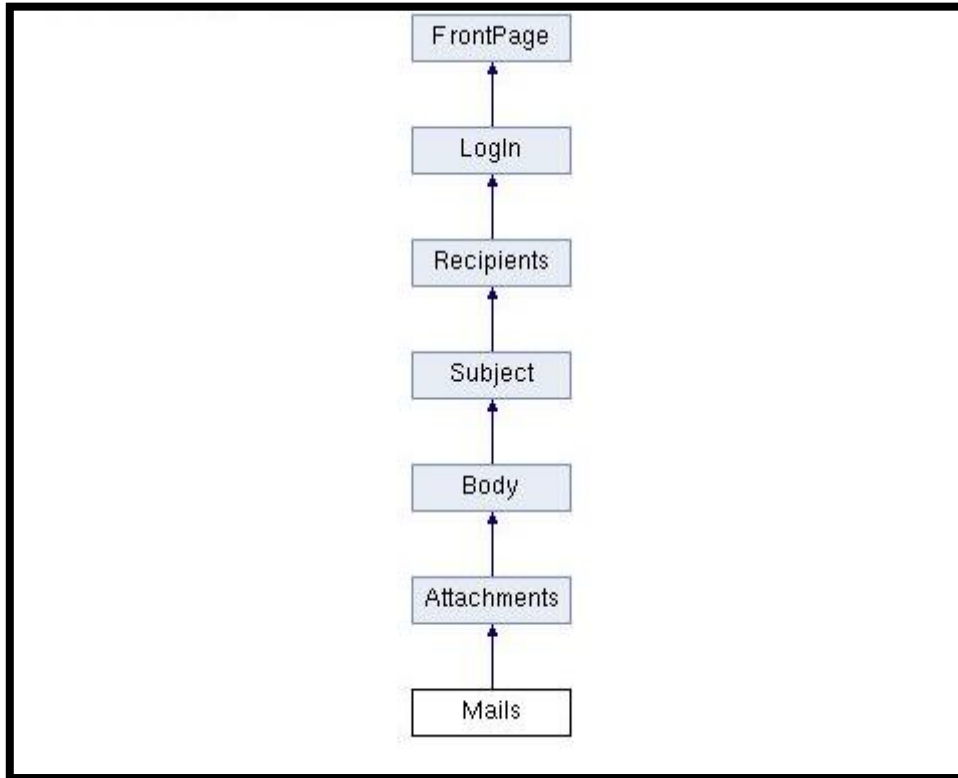 FrontPage
LogIn
Recipients
Subject
Body
Attachments
Mails